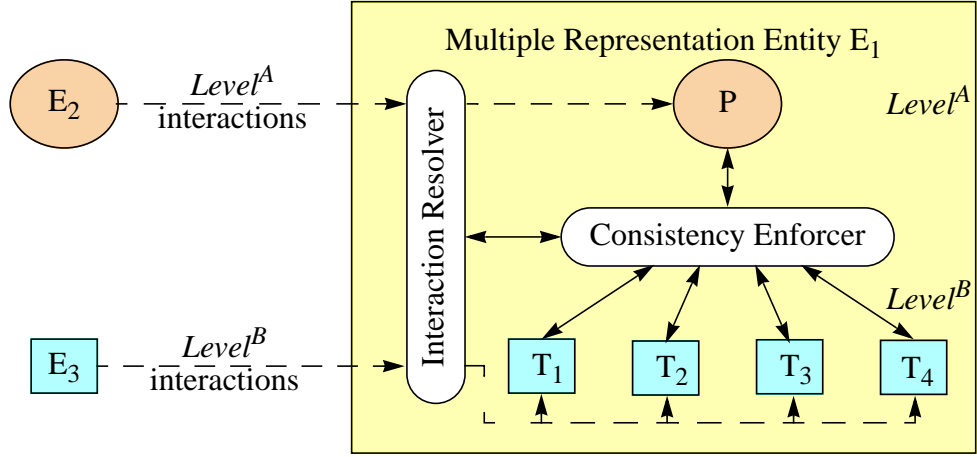 Multiple Representation Entity E₁
E₂
Levelᴬ
interactions
P
Levelᴬ
Interaction Resolver
Consistency Enforcer
Levelᴮ
E₃
Levelᴮ
interactions
T₁
T₂
T₃
T₄